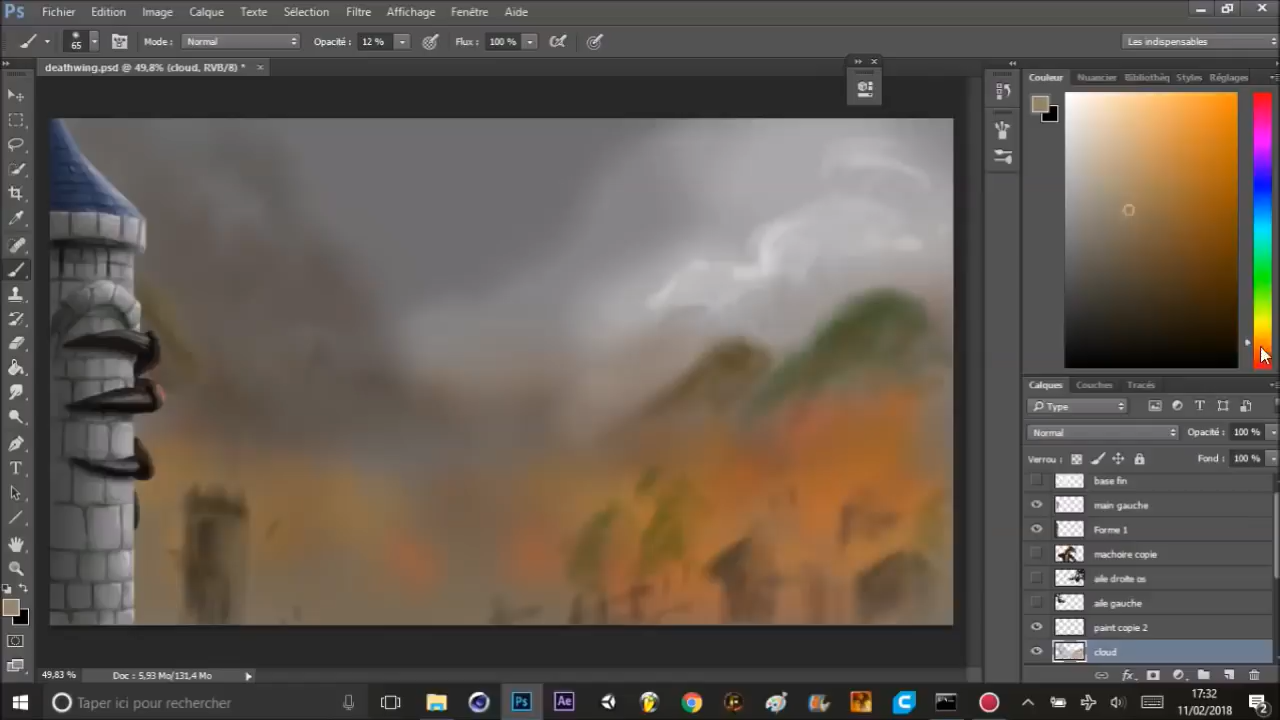 Ps Fichier Edition Image Calque Texte Sélection Filtre Affichage Fenêtre Aide
65 Mode : Normal Opacité : 12 % Flux : 100 % Les indispensables
deathwing.psd @ 49,8% (cloud, RVB/8) * ×
Couleur Nuancier Bibliothèq Styles Réglages
Calques Couches Tracés
Type
Normal Opacité : 100 %
Verrou : Fond : 100 %
base fin
main gauche
Forme 1
machoire copie
aile droite os
aile gauche
paint copie 2
cloud
49,83 % Doc : 5,93 Mo/131,4 Mo
Taper ici pour rechercher
Ps Ae
17:32
11/02/2018
2